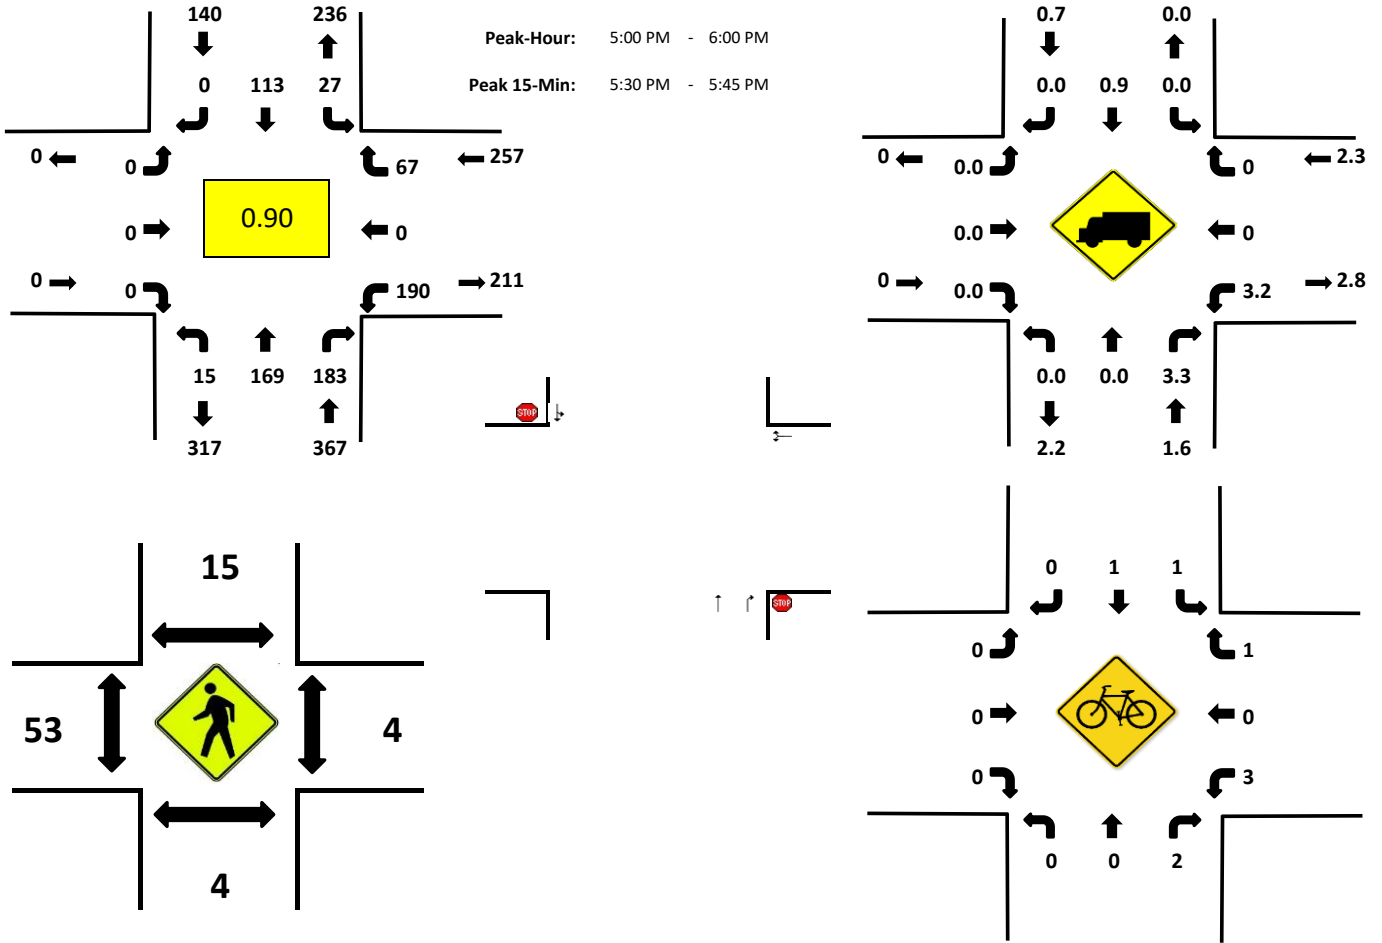 140 236 Peak-Hour: 5:00 PM - 6:00 PM 0.7 0.0
0 113 27 Peak 15-Min: 5:30 PM - 5:45 PM 0.0 0.9 0.0
0 0 67 257 0 0.0 0 2.3
0 0.90 0 0.0 0
0 0 190 211 0 0.0 3.2 2.8
15 169 183 0.0 0.0 3.3
STOP
317 367 2.2 1.6
15 0 1 1
STOP
0 1
53 4 0 0
0 3
4 0 0 2